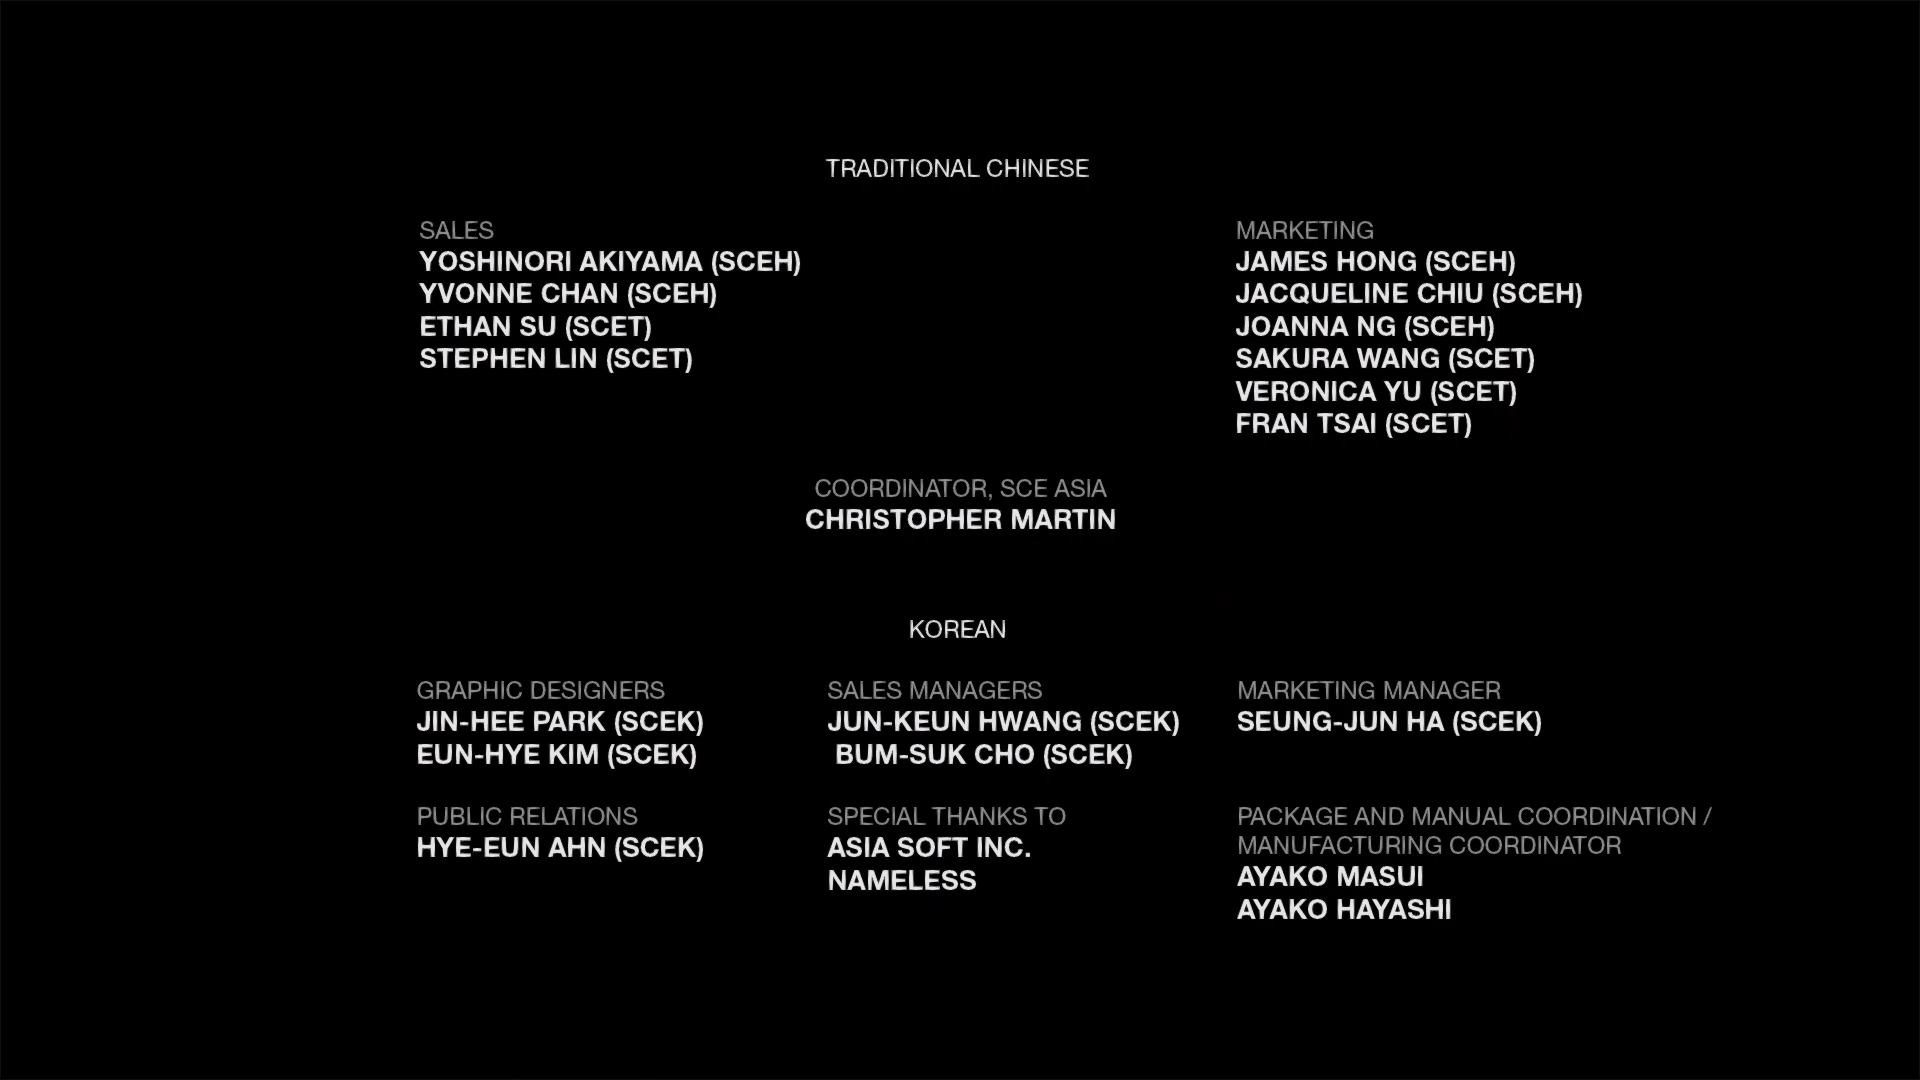 TRADITIONAL CHINESE
SALES
YOSHINORI AKIYAMA (SCEH)
YVONNE CHAN (SCEH)
ETHAN SU (SCET)
STEPHEN LIN (SCET)
MARKETING
JAMES HONG (SCEH)
JACQUELINE CHIU (SCEH)
JOANNA NG (SCEH)
SAKURA WANG (SCET)
VERONICA YU (SCET)
FRAN TSAI (SCET)
COORDINATOR, SCE ASIA
CHRISTOPHER MARTIN
KOREAN
GRAPHIC DESIGNERS
JIN-HEE PARK (SCEK)
EUN-HYE KIM (SCEK)
SALES MANAGERS
JUN-KEUN HWANG (SCEK)
BUM-SUK CHO (SCEK)
MARKETING MANAGER
SEUNG-JUN HA (SCEK)
PUBLIC RELATIONS
HYE-EUN AHN (SCEK)
SPECIAL THANKS TO
ASIA SOFT INC.
NAMELESS
PACKAGE AND MANUAL COORDINATION /
MANUFACTURING COORDINATOR
AYAKO MASUI
AYAKO HAYASHI